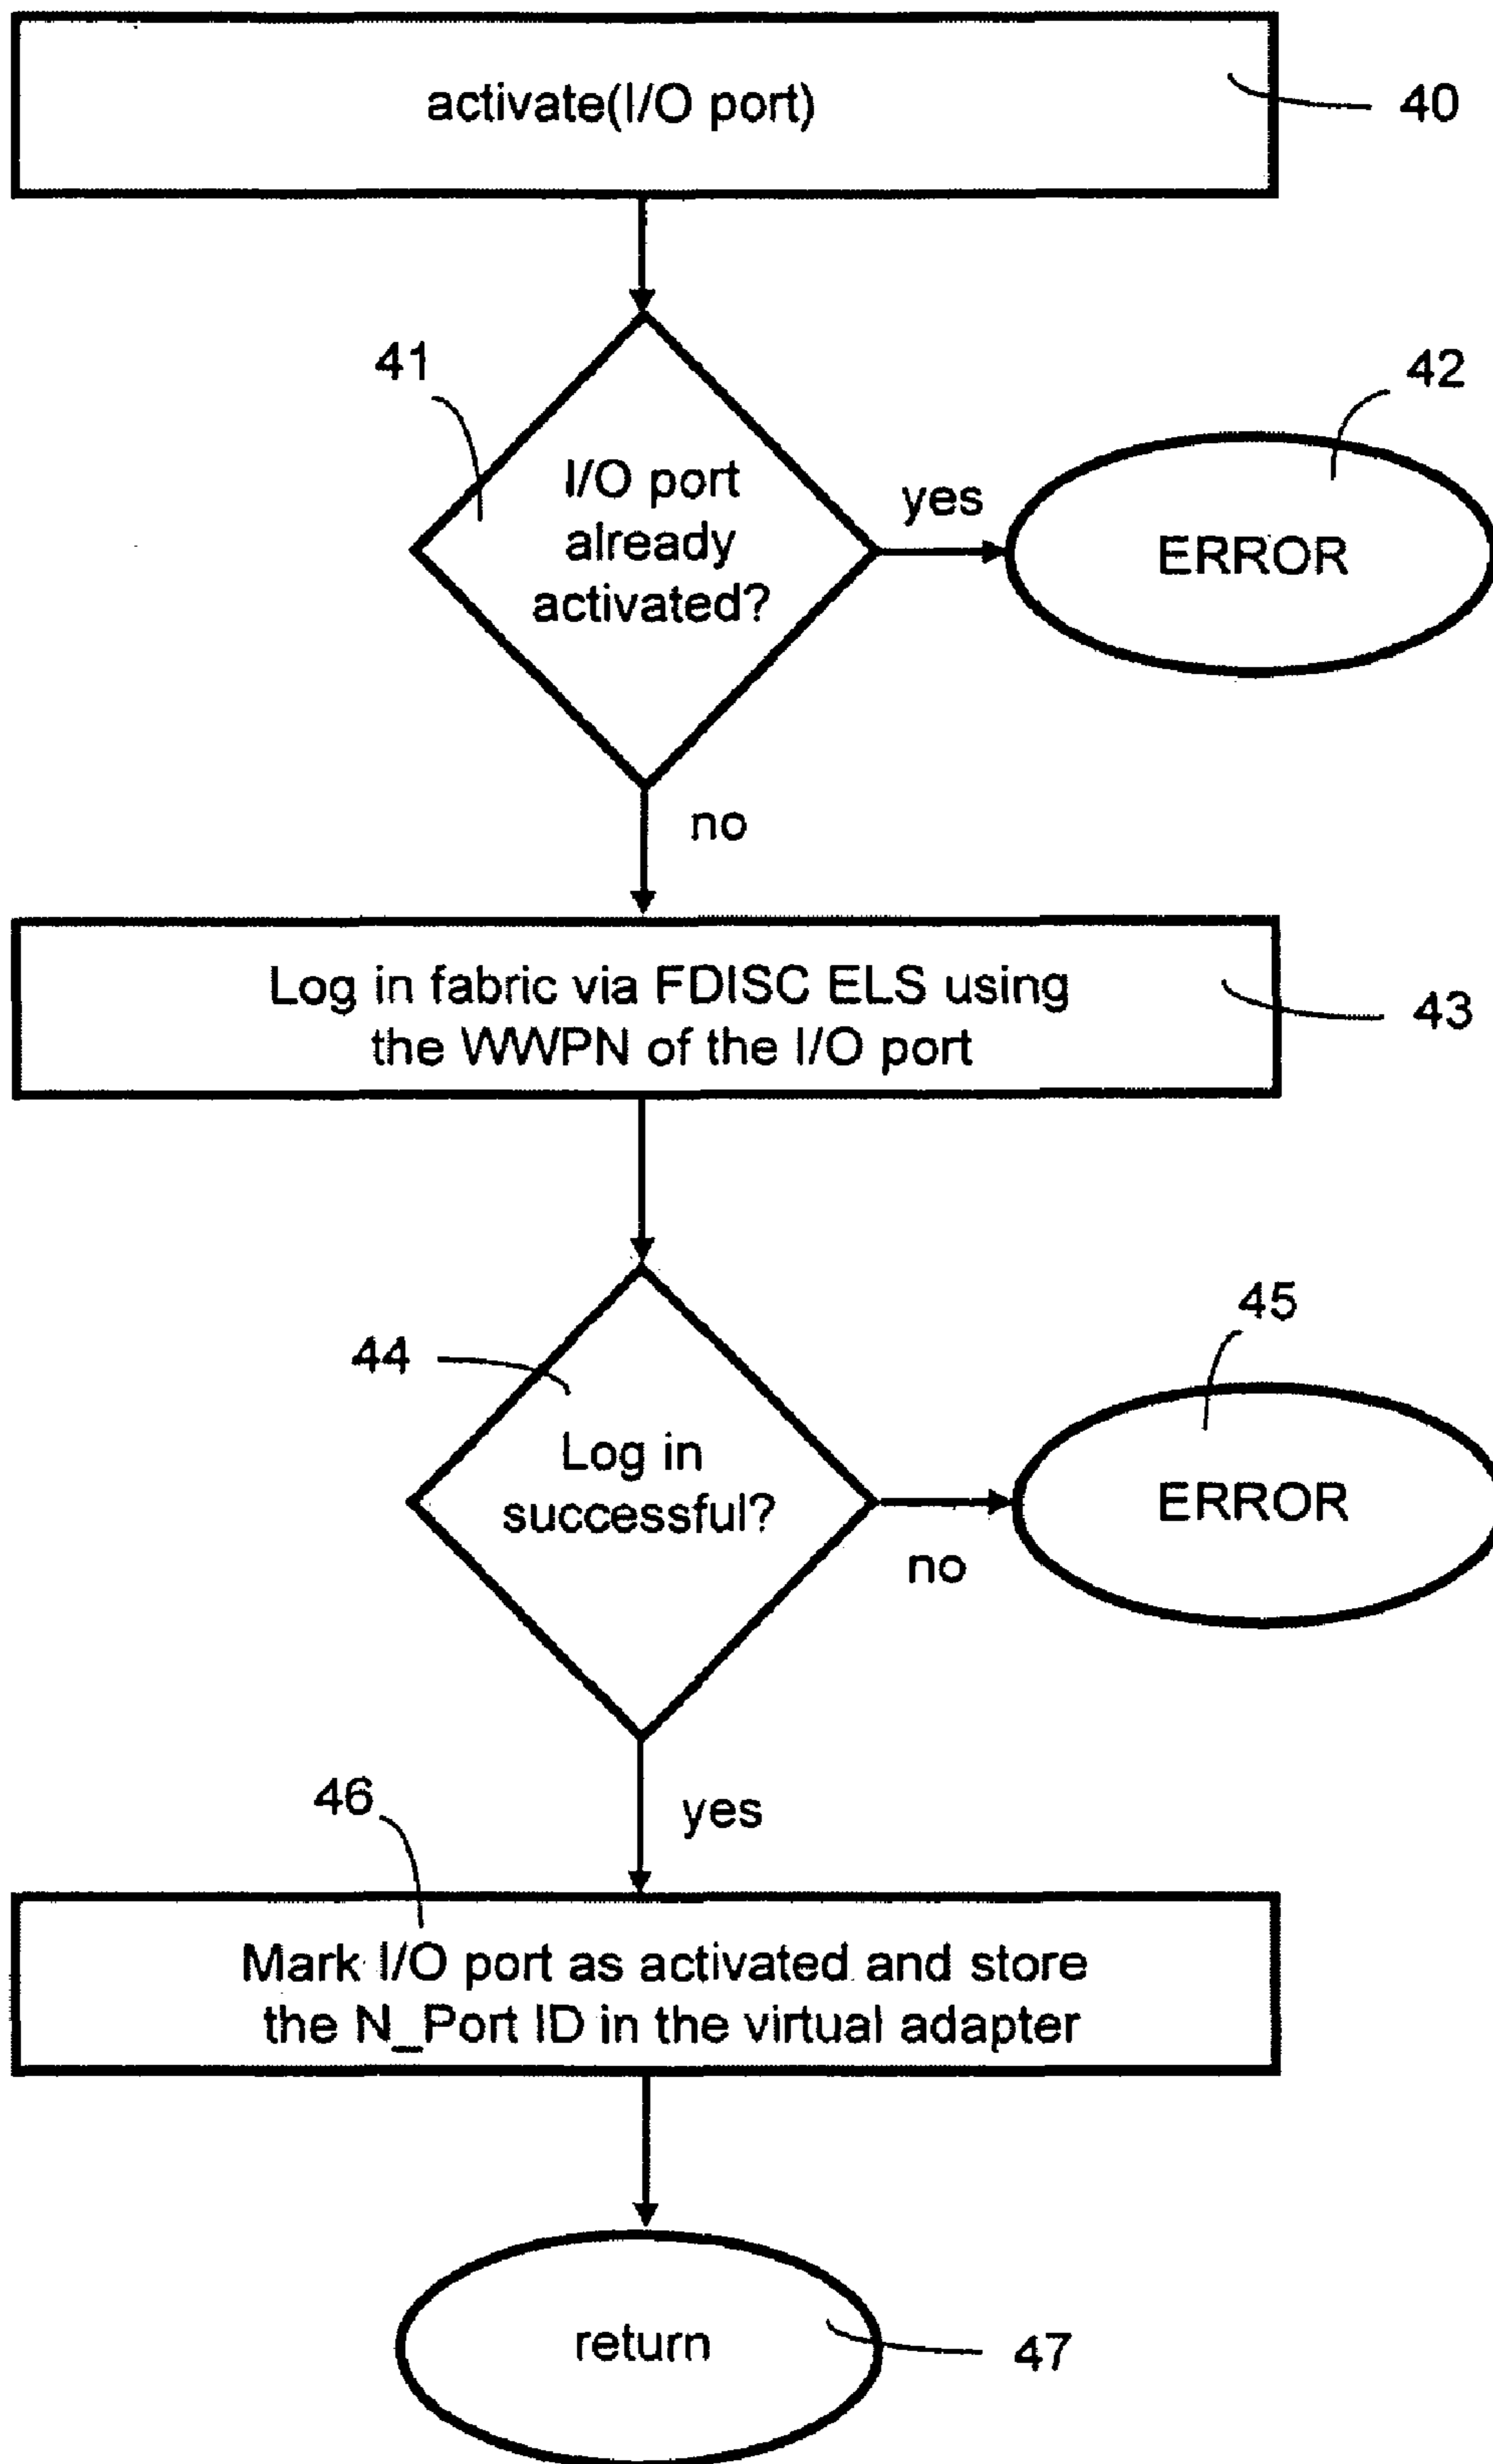 activate(I/O port)
40
41
42
I/O port
already
activated?
yes
ERROR
no
Log in fabric via FDISC ELS using
the WWPN of the I/O port
43
44
45
Log in
successful?
ERROR
no
46
yes
Mark I/O port as activated and store
the N_Port ID in the virtual adapter
return
47